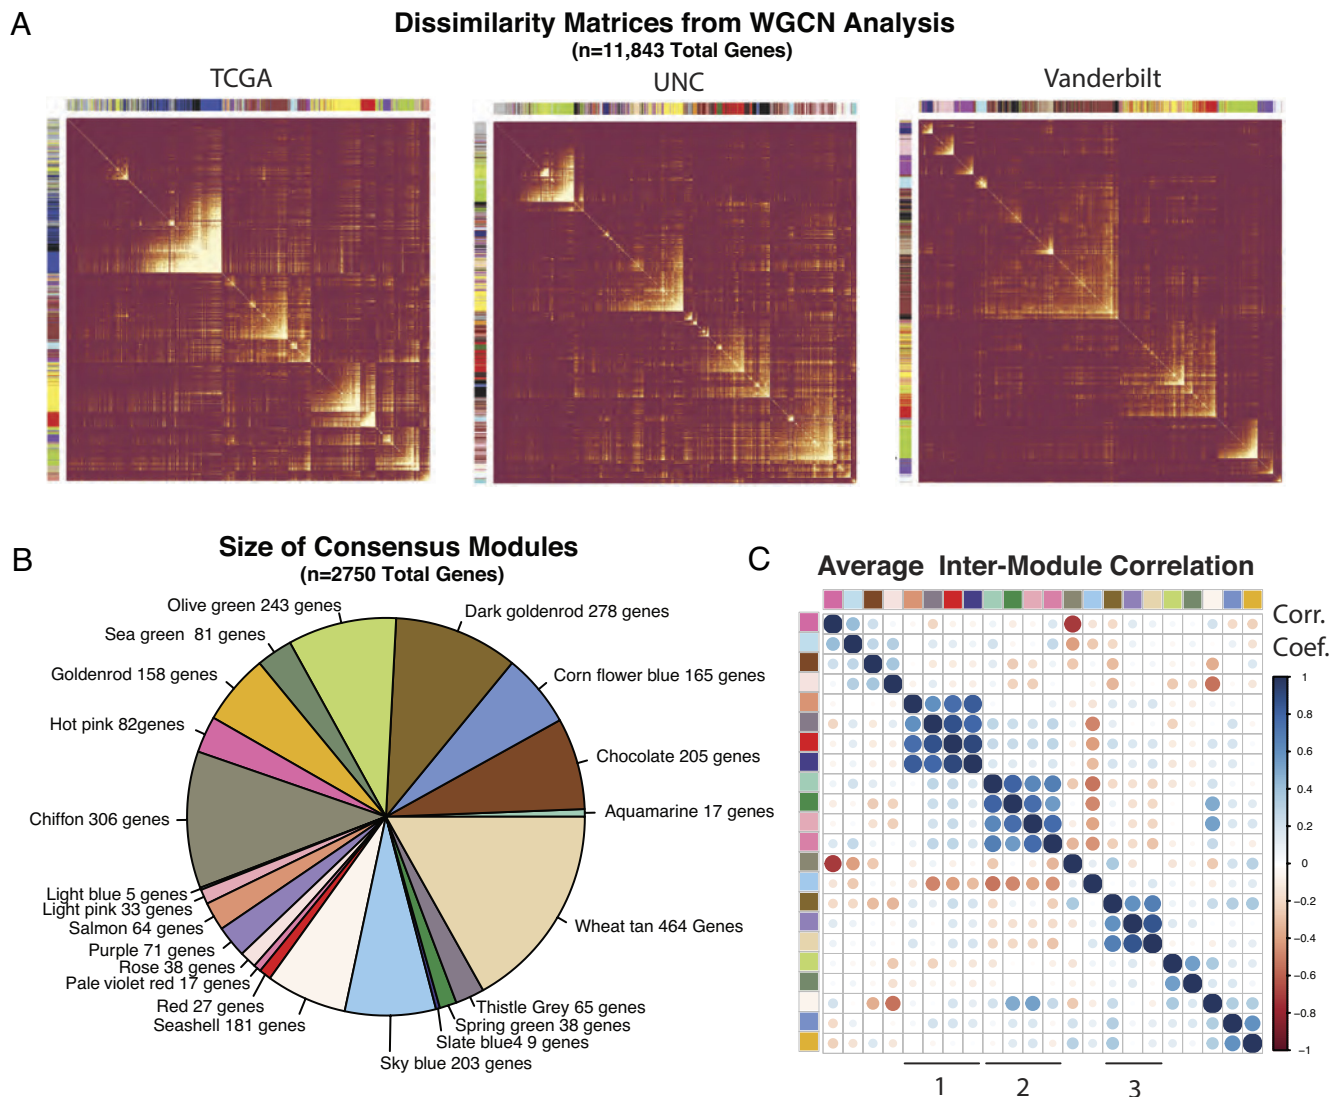 A
Dissimilarity Matrices from WGCN Analysis
(n=11,843 Total Genes)
TCGA
UNC
Vanderbilt
B
Size of Consensus Modules
(n=2750 Total Genes)
Olive green 243 genes
Dark goldenrod 278 genes
Sea green 81 genes
Goldenrod 158 genes
Corn flower blue 165 genes
Hot pink 82genes
Chocolate 205 genes
Chiffon 306 genes
Aquamarine 17 genes
Light blue 5 genes
Light pink 33 genes
Salmon 64 genes
Wheat tan 464 Genes
Purple 71 genes
Rose 38 genes
Pale violet red 17 genes
Red 27 genes
Thistle Grey 65 genes
Seashell 181 genes
Spring green 38 genes
Slate blue4 9 genes
Sky blue 203 genes
C
Average Inter-Module Correlation
Corr.
Coef.
1
0.8
0.6
0.4
0.2
0
−0.2
−0.4
−0.6
−0.8
−1
1 2 3